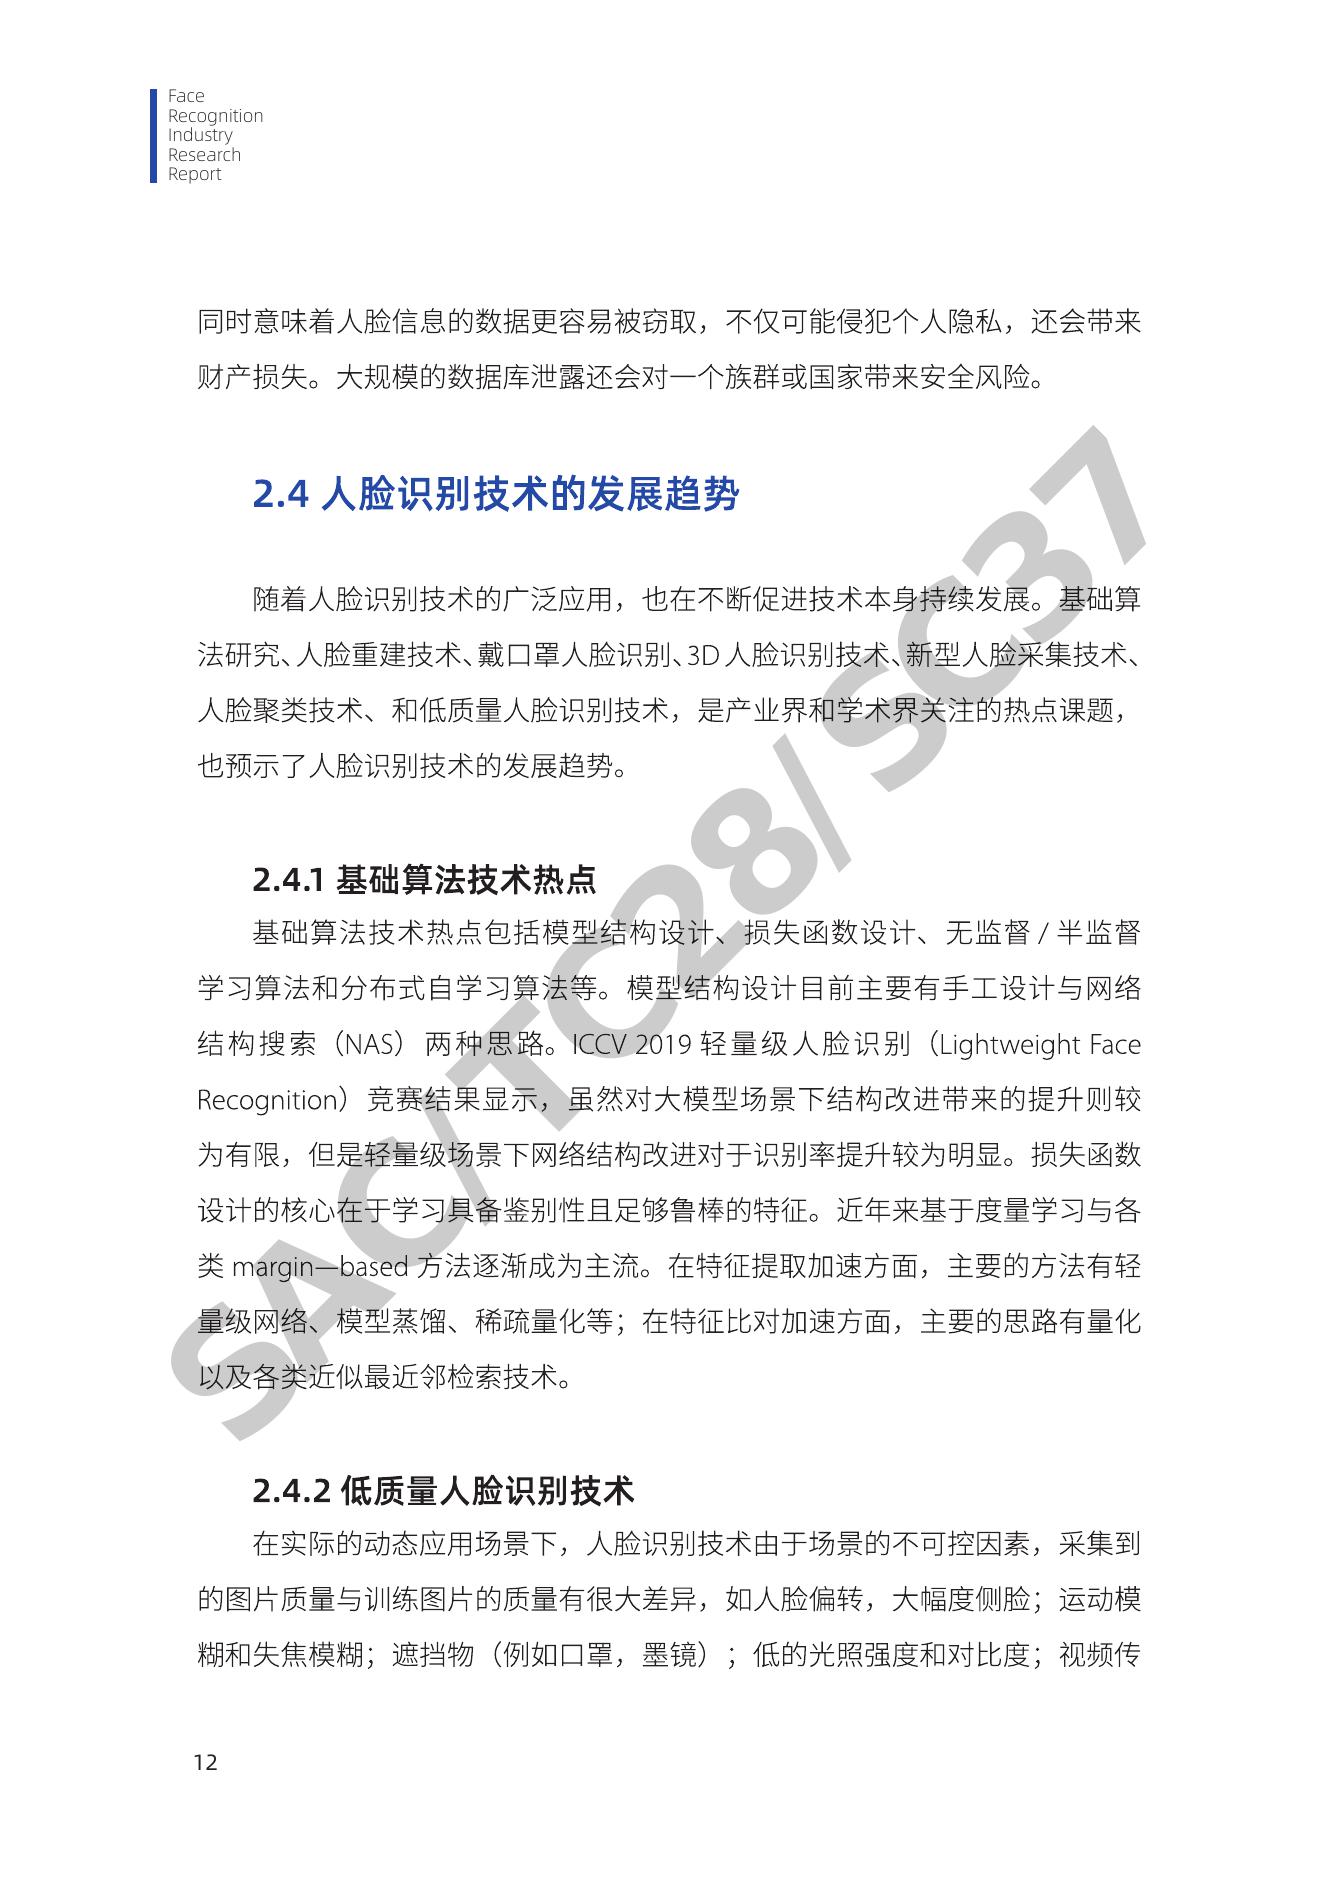 Face
Recognition
Industry
Research
Report
同时意味着人脸信息的数据更容易被窃取，不仅可能侵犯个人隐私，还会带来
财产损失。大规模的数据库泄露还会对一个族群或国家带来安全风险。
2.4 人脸识别技术的发展趋势
随着人脸识别技术的广泛应用，也在不断促进技术本身持续发展。基础算
法研究、人脸重建技术、戴口罩人脸识别、3D 人脸识别技术、新型人脸采集技术、
人脸聚类技术、和低质量人脸识别技术，是产业界和学术界关注的热点课题，
也预示了人脸识别技术的发展趋势。
2.4.1 基础算法技术热点
基础算法技术热点包括模型结构设计、损失函数设计、无监督 / 半监督
学习算法和分布式自学习算法等。模型结构设计目前主要有手工设计与网络
结构搜索（NAS）两种思路。ICCV 2019 轻量级人脸识别（Lightweight Face
Recognition）竞赛结果显示，虽然对大模型场景下结构改进带来的提升则较
为有限，但是轻量级场景下网络结构改进对于识别率提升较为明显。损失函数
设计的核心在于学习具备鉴别性且足够鲁棒的特征。近年来基于度量学习与各
类 margin—based 方法逐渐成为主流。在特征提取加速方面，主要的方法有轻
量级网络、模型蒸馏、稀疏量化等；在特征比对加速方面，主要的思路有量化
以及各类近似最近邻检索技术。
2.4.2 低质量人脸识别技术
在实际的动态应用场景下，人脸识别技术由于场景的不可控因素，采集到
的图片质量与训练图片的质量有很大差异，如人脸偏转，大幅度侧脸；运动模
糊和失焦模糊；遮挡物（例如口罩，墨镜）；低的光照强度和对比度；视频传
12
SAC/TC28/SC37